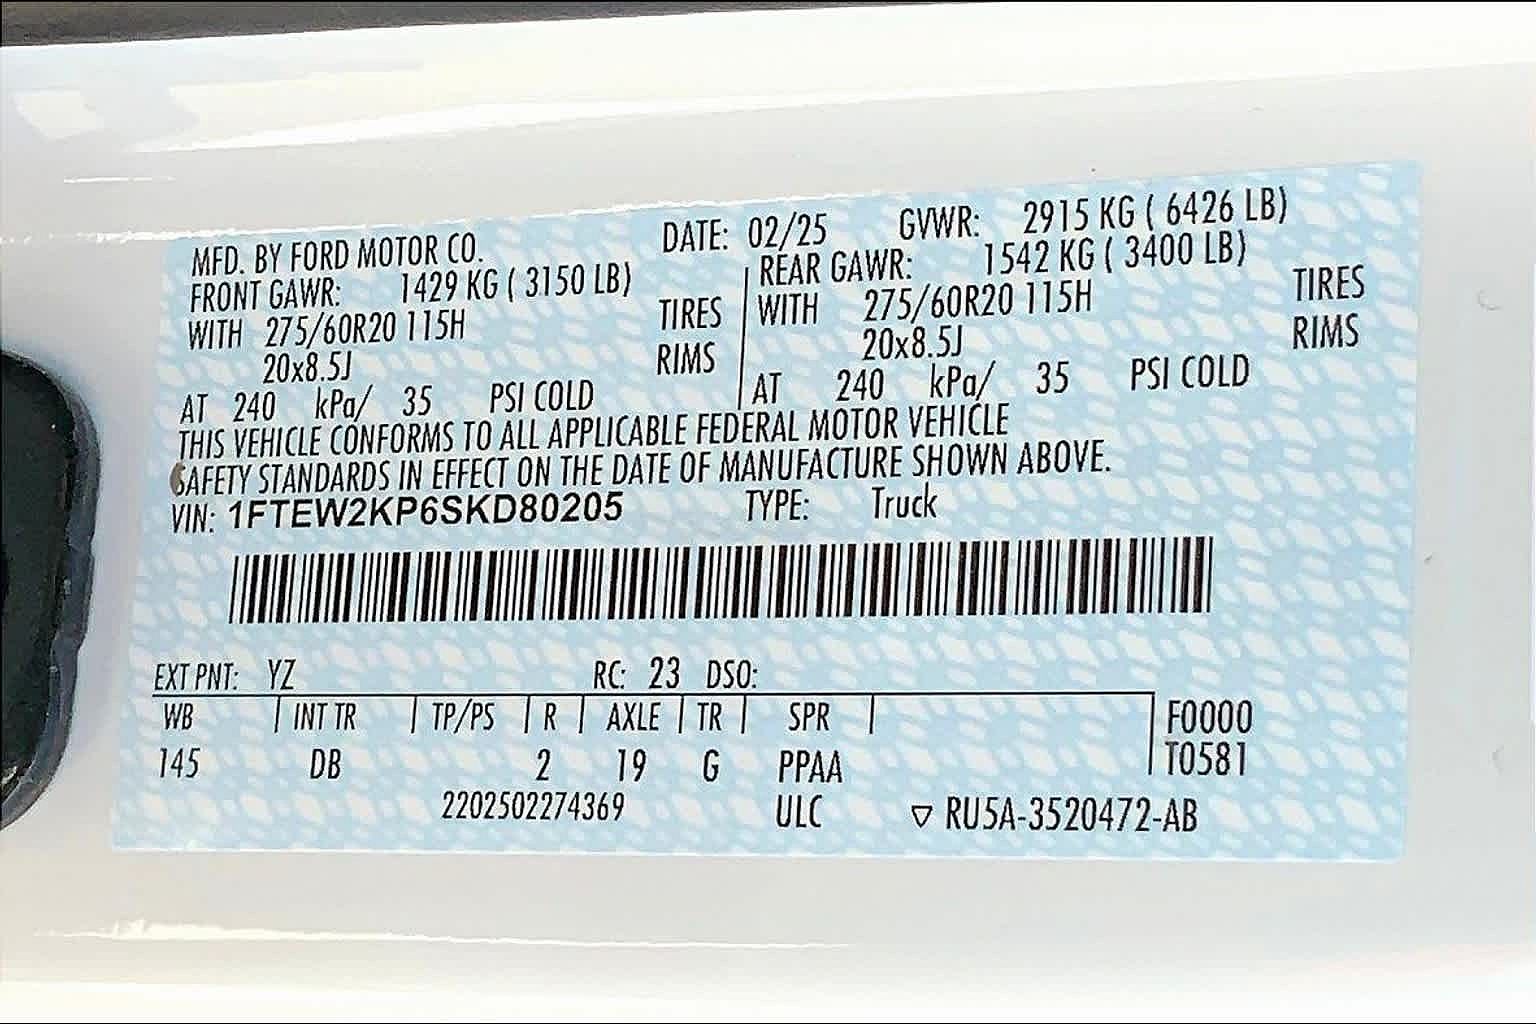 MFD. BY FORD MOTOR CO. DATE: 02/25 GVWR: 2915 KG ( 6426 LB)
FRONT GAWR: 1429 KG ( 3150 LB) REAR GAWR: 1542 KG ( 3400 LB)
WITH 275/60R20 115H TIRES WITH 275/60R20 115H TIRES
20x8.5J RIMS 20x8.5J RIMS
AT 240 kPa/ 35 PSI COLD AT 240 kPa/ 35 PSI COLD
THIS VEHICLE CONFORMS TO ALL APPLICABLE FEDERAL MOTOR VEHICLE
SAFETY STANDARDS IN EFFECT ON THE DATE OF MANUFACTURE SHOWN ABOVE.
VIN: 1FTEW2KP6SKD80205 TYPE: Truck
EXT PNT: YZ RC: 23 DSO:
WB INT TR TP/PS R AXLE TR SPR F0000
145 DB 2 19 G PPAA T0581
2202502274369 ULC ▽ RU5A-3520472-AB